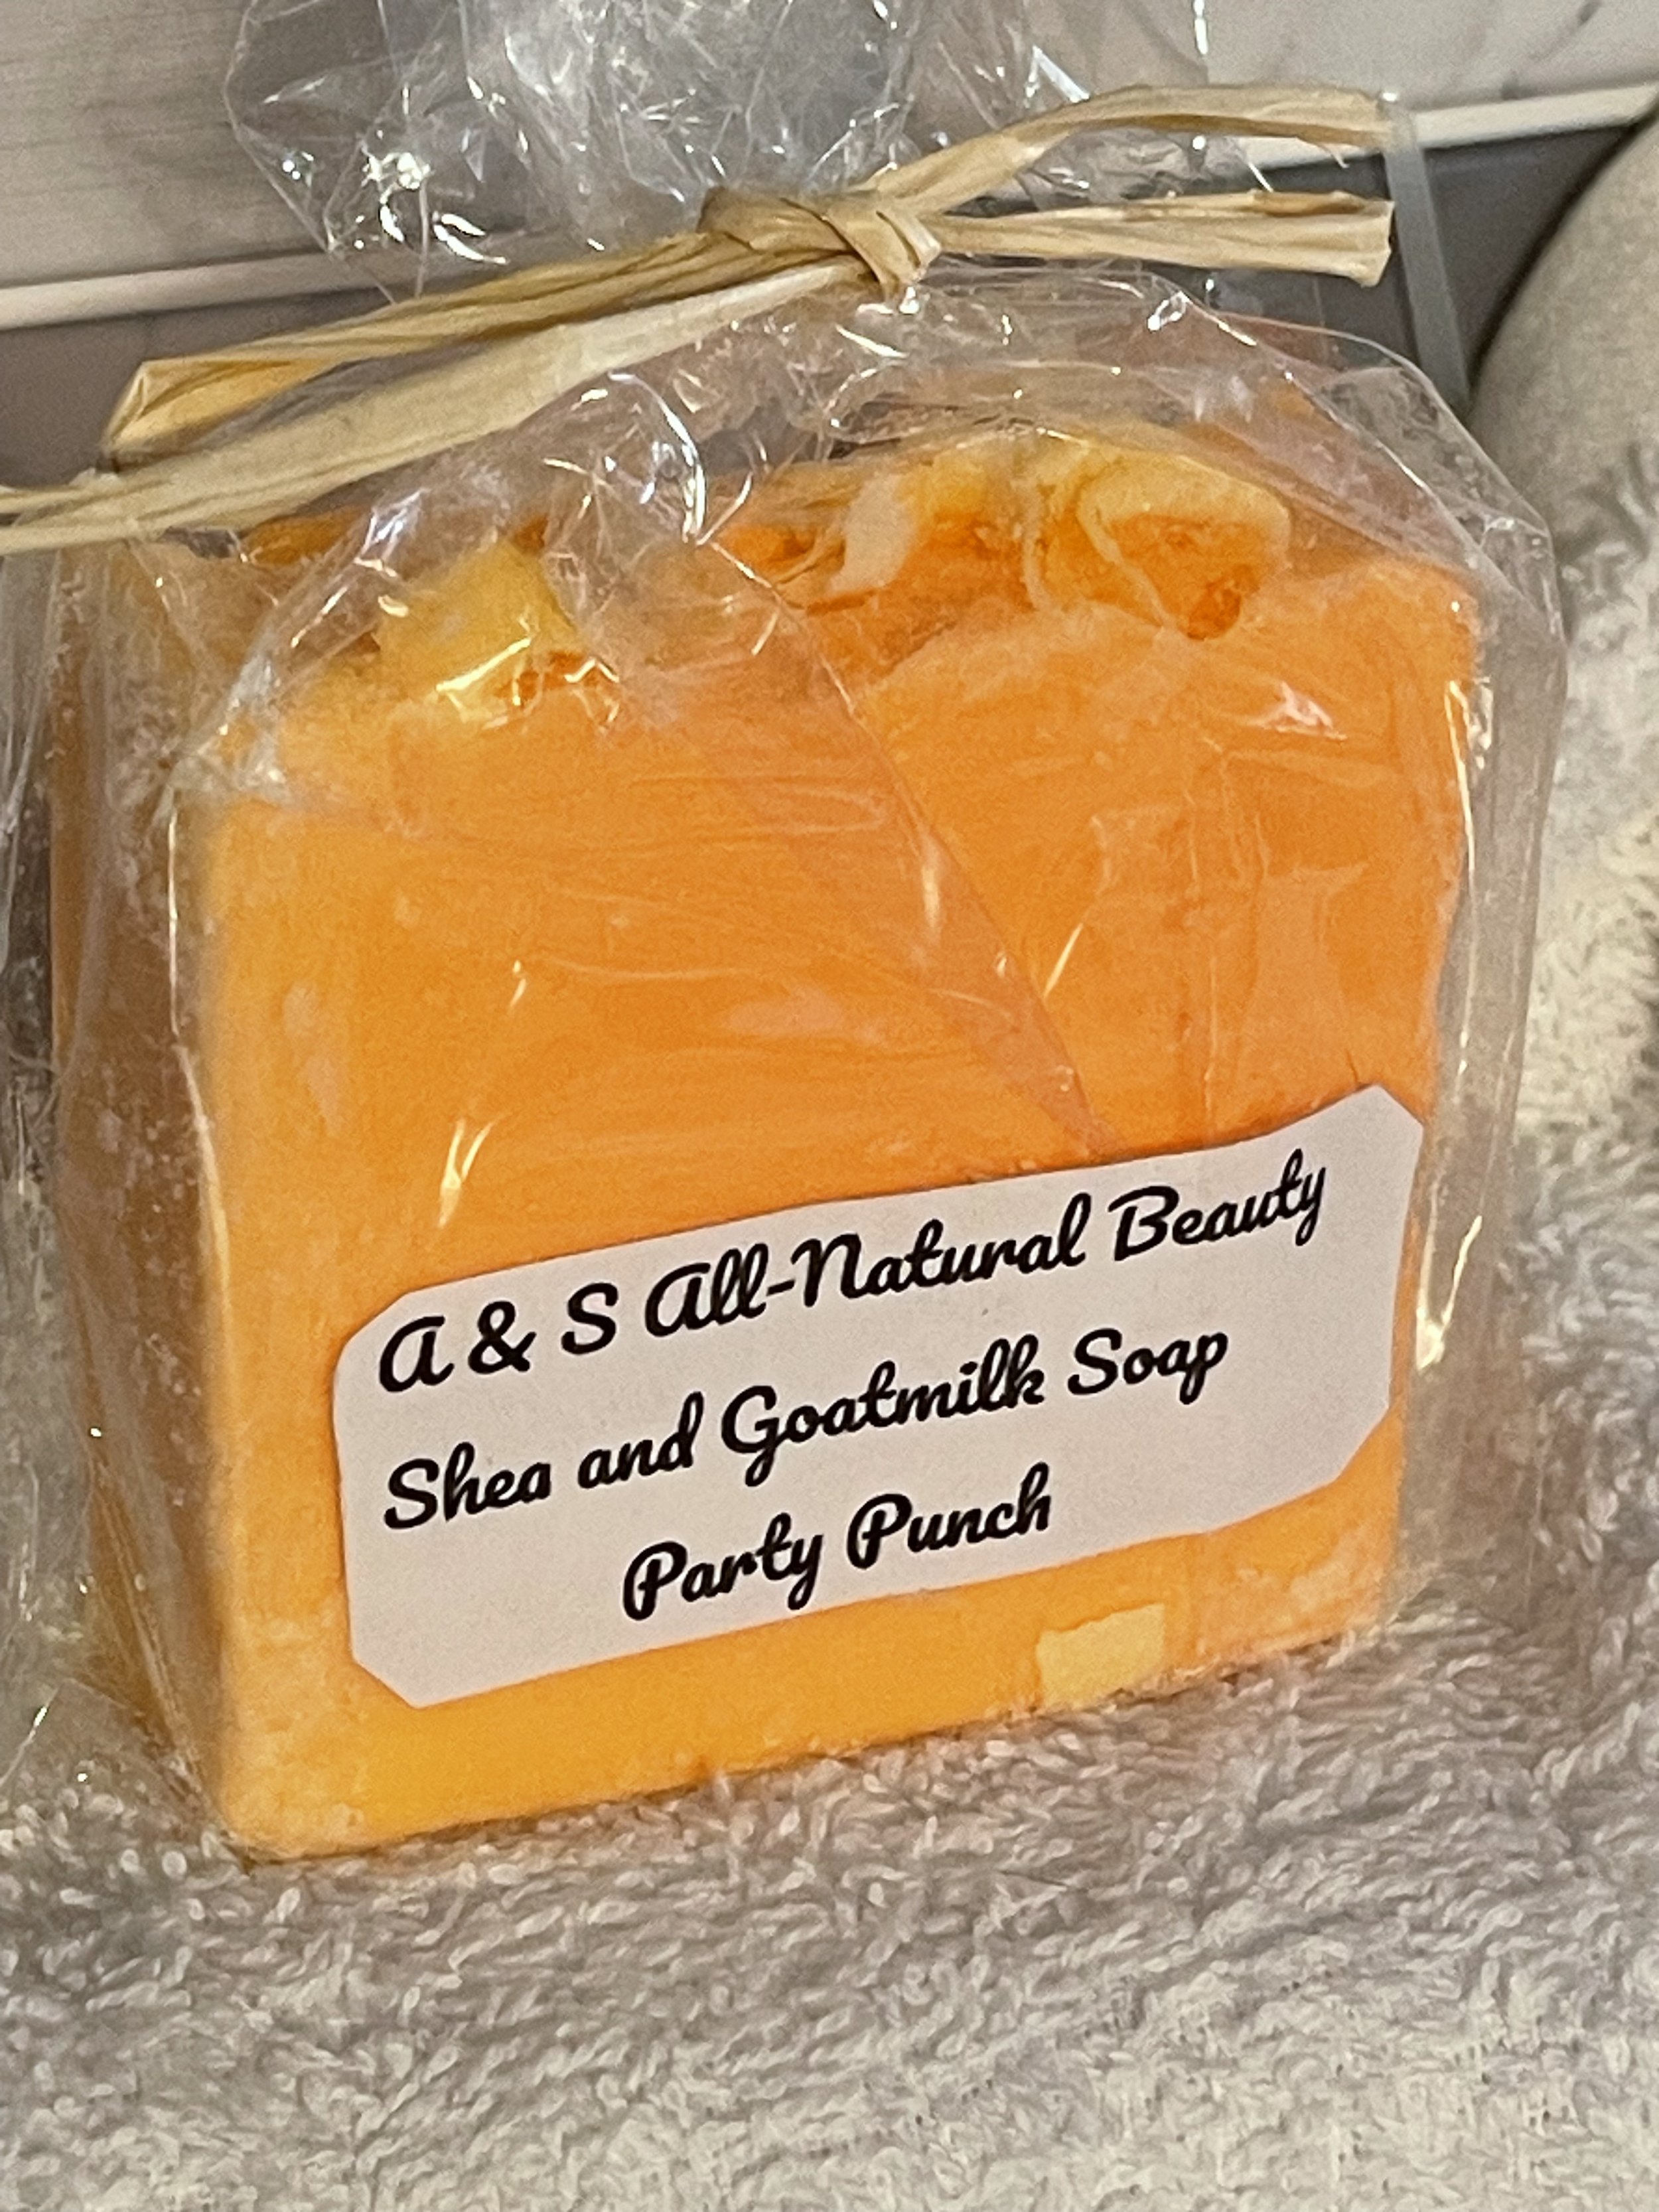 A & S All-Natural Beauty
Shea and Goatmilk Soap
Party Punch